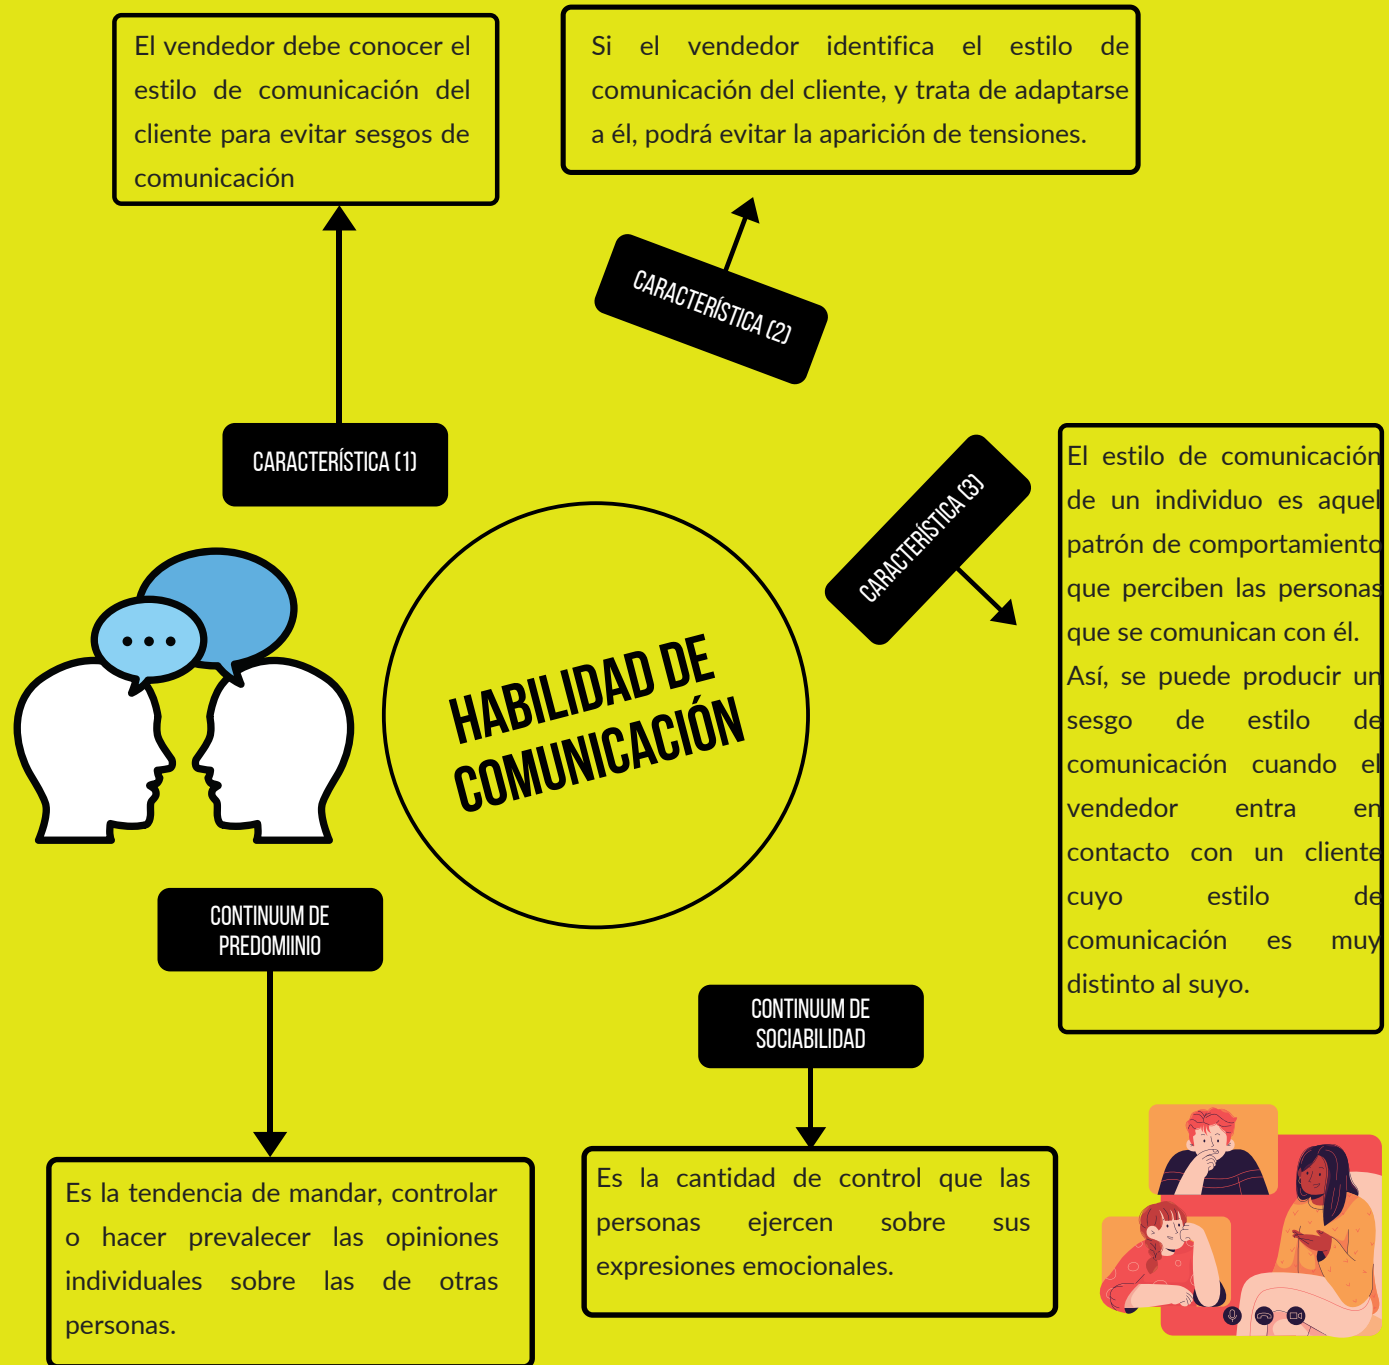 El vendedor debe conocer el
estilo de comunicación del
cliente para evitar sesgos de
comunicación
Si el vendedor identifica el estilo de
comunicación del cliente, y trata de adaptarse
a él, podrá evitar la aparición de tensiones.
CARACTERÍSTICA (2)
CARACTERÍSTICA (1)
CARACTERÍSTICA (3)
El estilo de comunicación
de un individuo es aquel
patrón de comportamiento
que perciben las personas
que se comunican con él.
Así, se puede producir un
sesgo de estilo de
comunicación cuando el
vendedor entra en
contacto con un cliente
cuyo estilo de
comunicación es muy
distinto al suyo.
HABILIDAD DE
COMUNICACIÓN
CONTINUUM DE
PREDOMIINIO
CONTINUUM DE
SOCIABILIDAD
Es la tendencia de mandar, controlar
o hacer prevalecer las opiniones
individuales sobre las de otras
personas.
Es la cantidad de control que las
personas ejercen sobre sus
expresiones emocionales.